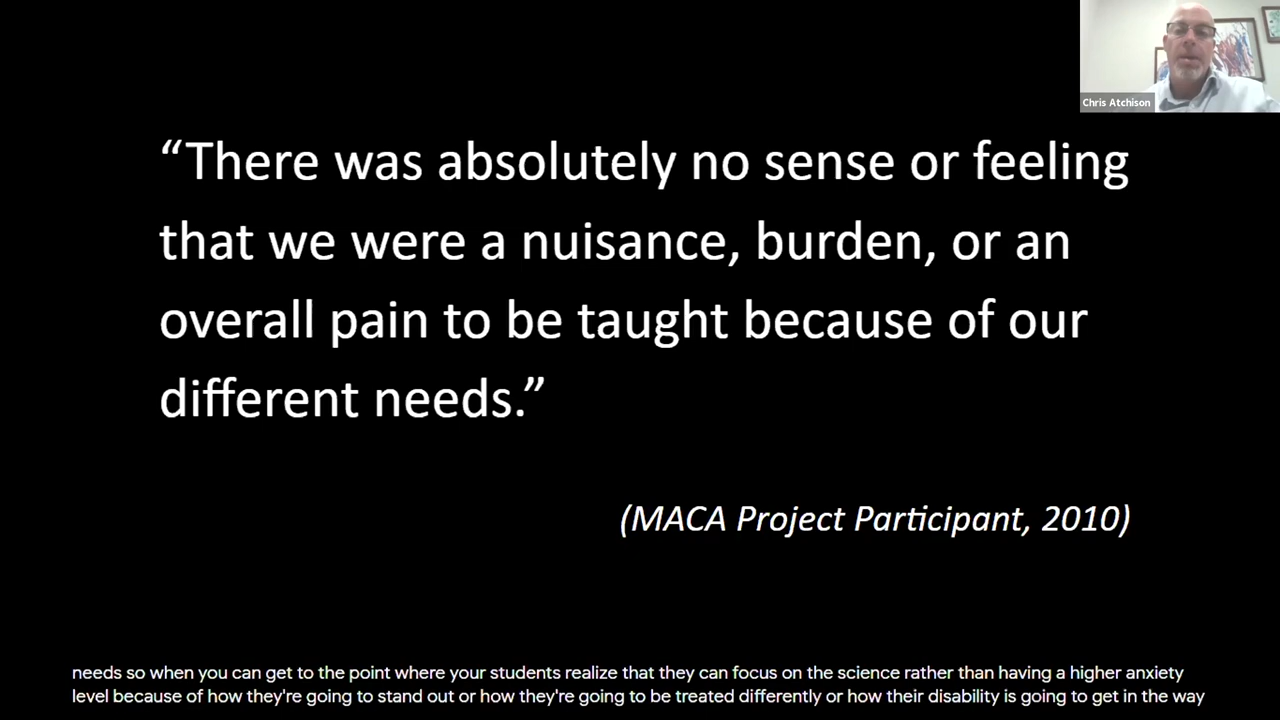 Chris Atchison
“There was absolutely no sense or feeling
that we were a nuisance, burden, or an
overall pain to be taught because of our
different needs.”
(MACA Project Participant, 2010)
needs so when you can get to the point where your students realize that they can focus on the science rather than having a higher anxiety
level because of how they're going to stand out or how they're going to be treated differently or how their disability is going to get in the way